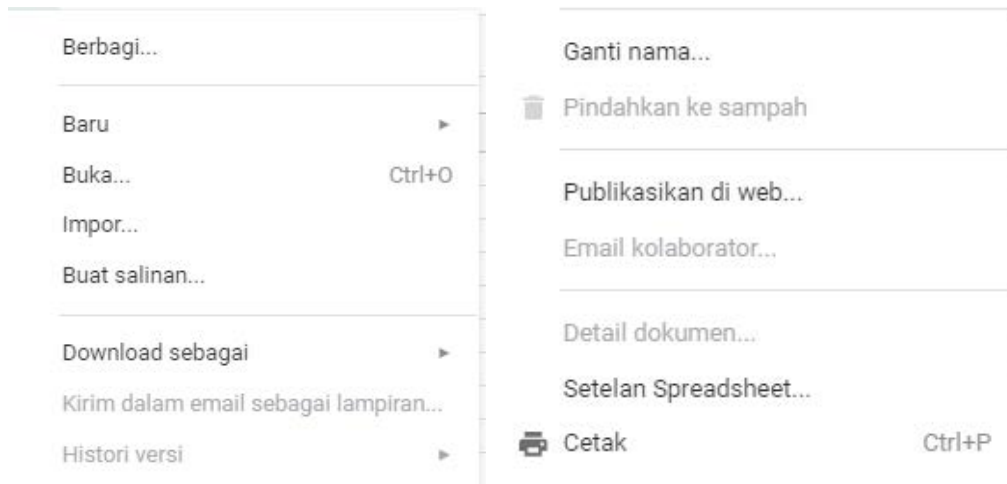 Berbagi...
Baru
Buka... Ctrl+O
Impor...
Buat salinan...
Download sebagai
Kirim dalam email sebagai lampiran...
Histori versi
Ganti nama...
Pindahkan ke sampah
Publikasikan di web...
Email kolaborator...
Detail dokumen...
Setelan Spreadsheet...
Cetak Ctrl+P